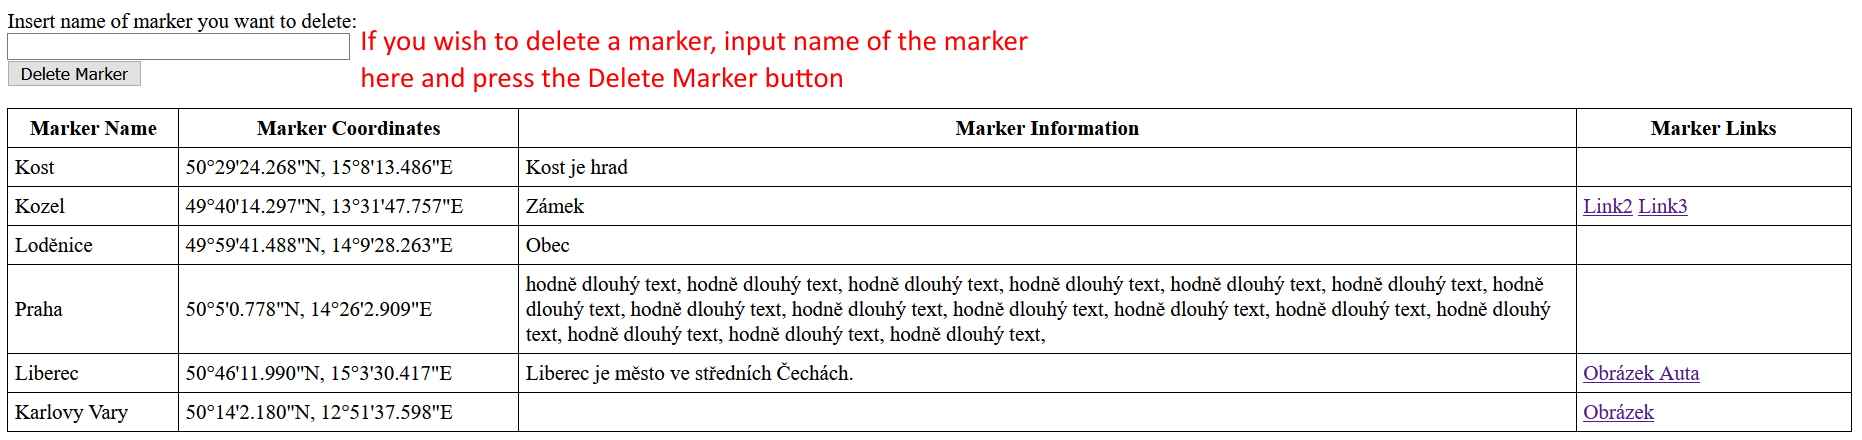 Insert name of marker you want to delete:
If you wish to delete a marker, input name of the marker
here and press the Delete Marker button
Delete Marker
Marker Name Marker Coordinates Marker Information Marker Links
Kost 50°29'24.268"N, 15°8'13.486"E Kost je hrad
Kozel 49°40'14.297"N, 13°31'47.757"E Zámek Link2 Link3
Loděnice 49°59'41.488"N, 14°9'28.263"E Obec
Praha 50°5'0.778"N, 14°26'2.909"E
hodně dlouhý text, hodně dlouhý text, hodně dlouhý text, hodně dlouhý text, hodně dlouhý text, hodně dlouhý text, hodně
dlouhý text, hodně dlouhý text, hodně dlouhý text, hodně dlouhý text, hodně dlouhý text, hodně dlouhý text, hodně dlouhý
text, hodně dlouhý text, hodně dlouhý text, hodně dlouhý text,
Liberec 50°46'11.990"N, 15°3'30.417"E Liberec je město ve středních Čechách. Obrázek Auta
Karlovy Vary 50°14'2.180"N, 12°51'37.598"E Obrázek